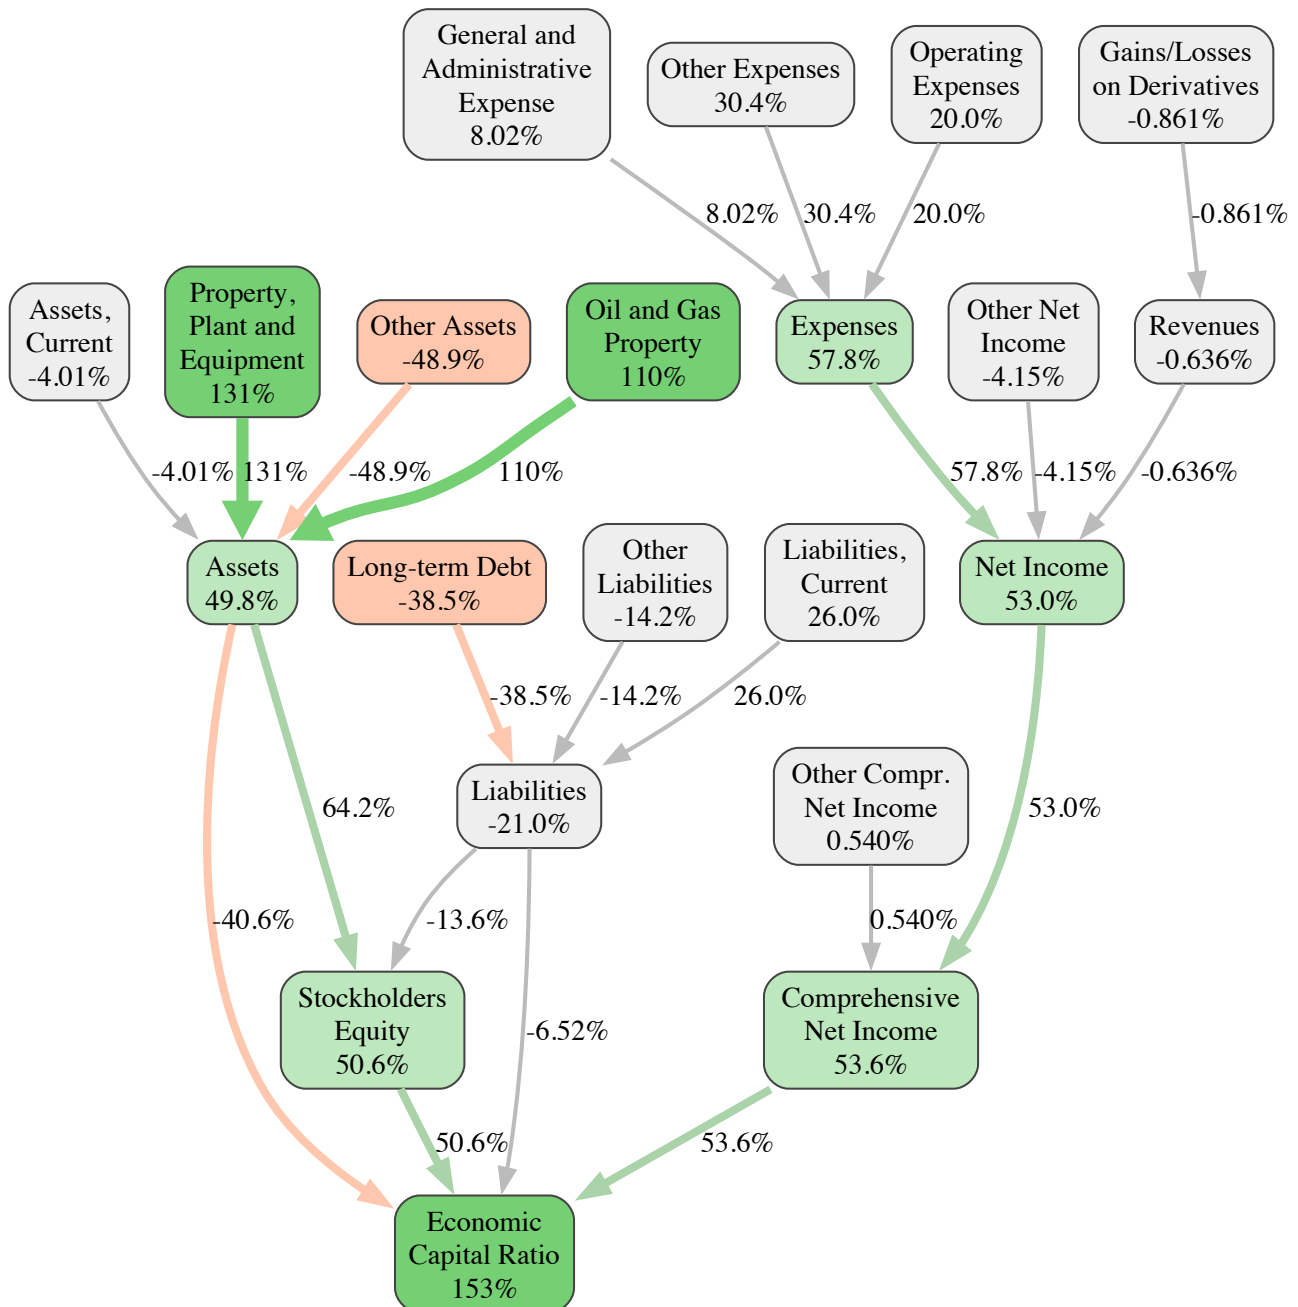 General and
Administrative
Expense
8.02%
Other Expenses
30.4%
Operating
Expenses
20.0%
Gains/Losses
on Derivatives
-0.861%
8.02%
30.4%
20.0%
-0.861%
Assets,
Current
-4.01%
Property,
Plant and
Equipment
131%
Other Assets
-48.9%
Oil and Gas
Property
110%
Expenses
57.8%
Other Net
Income
-4.15%
Revenues
-0.636%
-4.01%
131%
-48.9%
110%
57.8%
-4.15%
-0.636%
Assets
49.8%
Long-term Debt
-38.5%
Other
Liabilities
-14.2%
Liabilities,
Current
26.0%
Net Income
53.0%
-38.5%
-14.2%
26.0%
Liabilities
-21.0%
Other Compr.
Net Income
0.540%
64.2%
53.0%
-40.6%
-13.6%
0.540%
Stockholders
Equity
50.6%
-6.52%
Comprehensive
Net Income
53.6%
50.6%
53.6%
Economic
Capital Ratio
153%